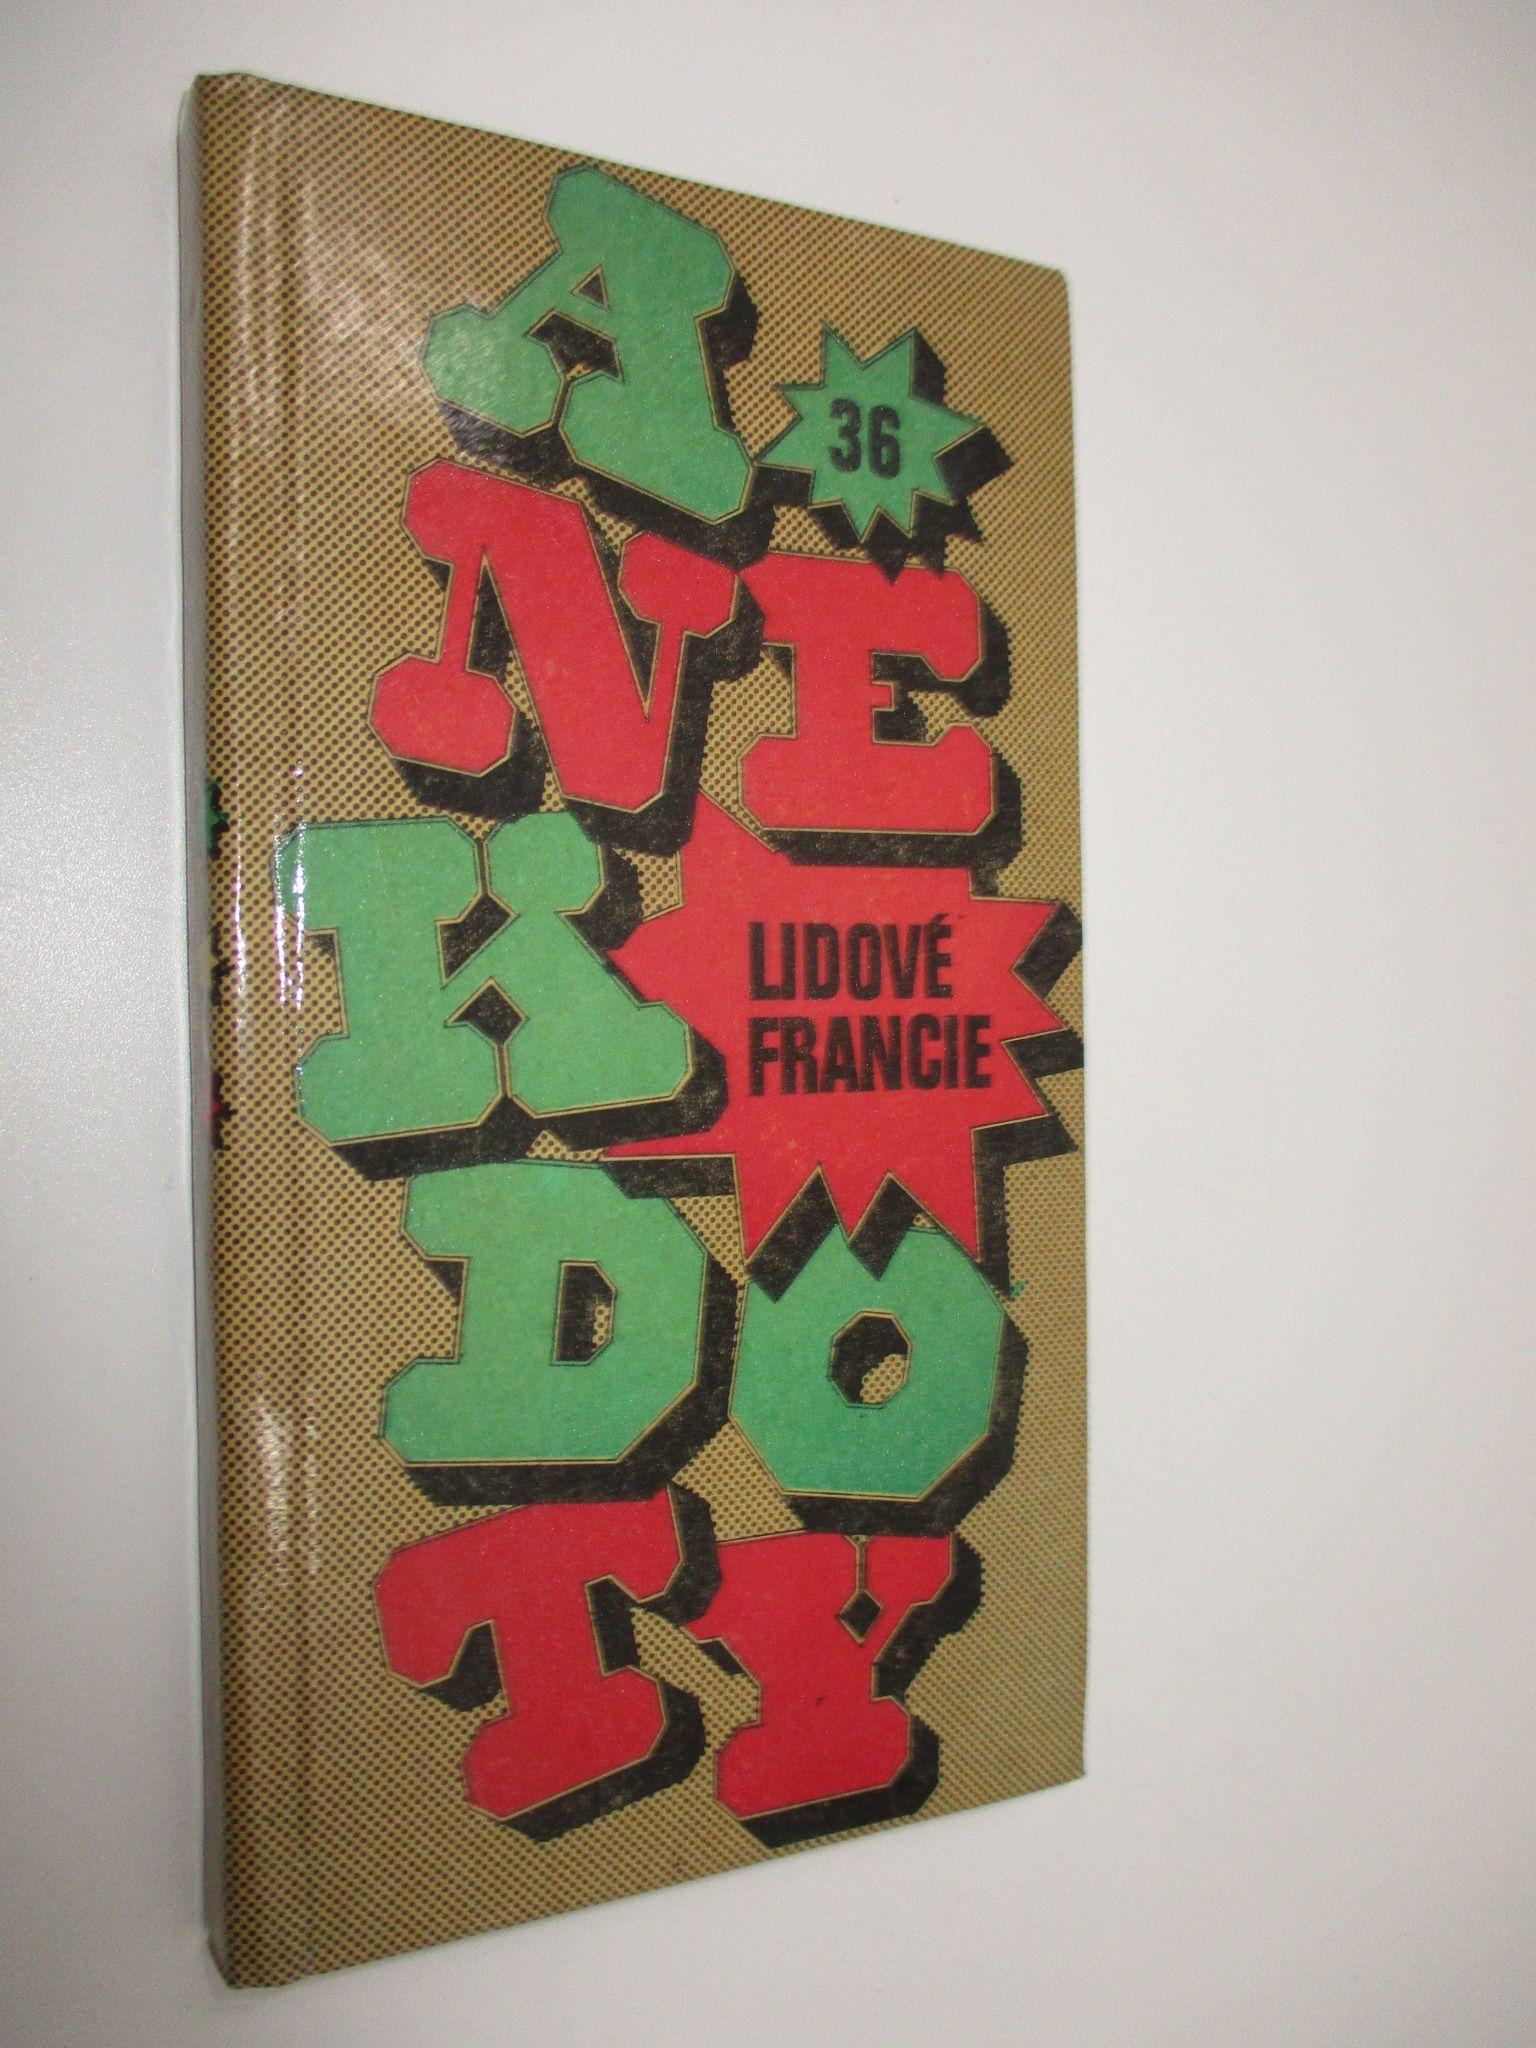 A
36
NE
K
LIDOVÉ
FRANCIE
DO
TY